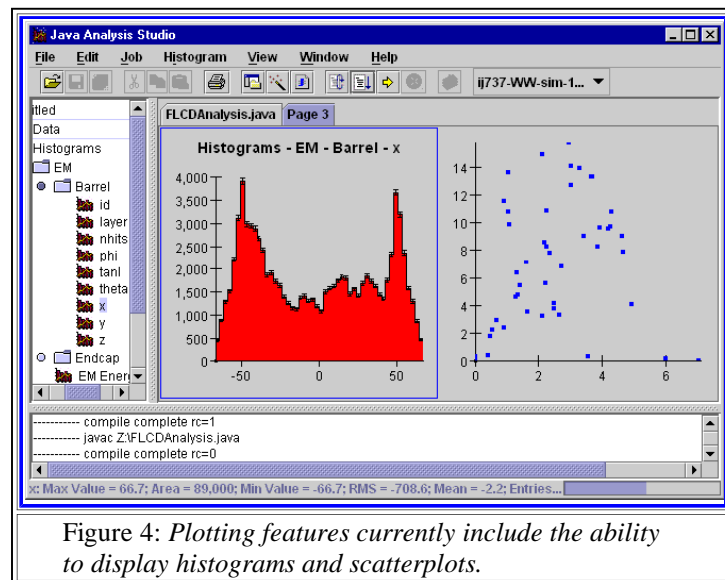 Java Analysis Studio
File Edit Job Histogram View Window Help
ij737-WW-sim-1...
itled
Data
Histograms
EM
Barrel
id
layer
nhits
phi
tanl
theta
x
y
z
Endcap
EM Ener
FLCDAnalysis.java Page 3
Histograms - EM - Barrel - x
4,000
3,500
3,000
2,500
2,000
1,500
1,000
500
0
-50 0 50
14
12
10
8
6
4
2
0
0 2 4 6
---------- compile complete rc=1
---------- javac Z:\FLCDAnalysis.java
---------- compile complete rc=0
x: Max Value = 66.7; Area = 89,000; Min Value = -66.7; RMS = -708.6; Mean = -2.2; Entries...
Figure 4: Plotting features currently include the ability
to display histograms and scatterplots.